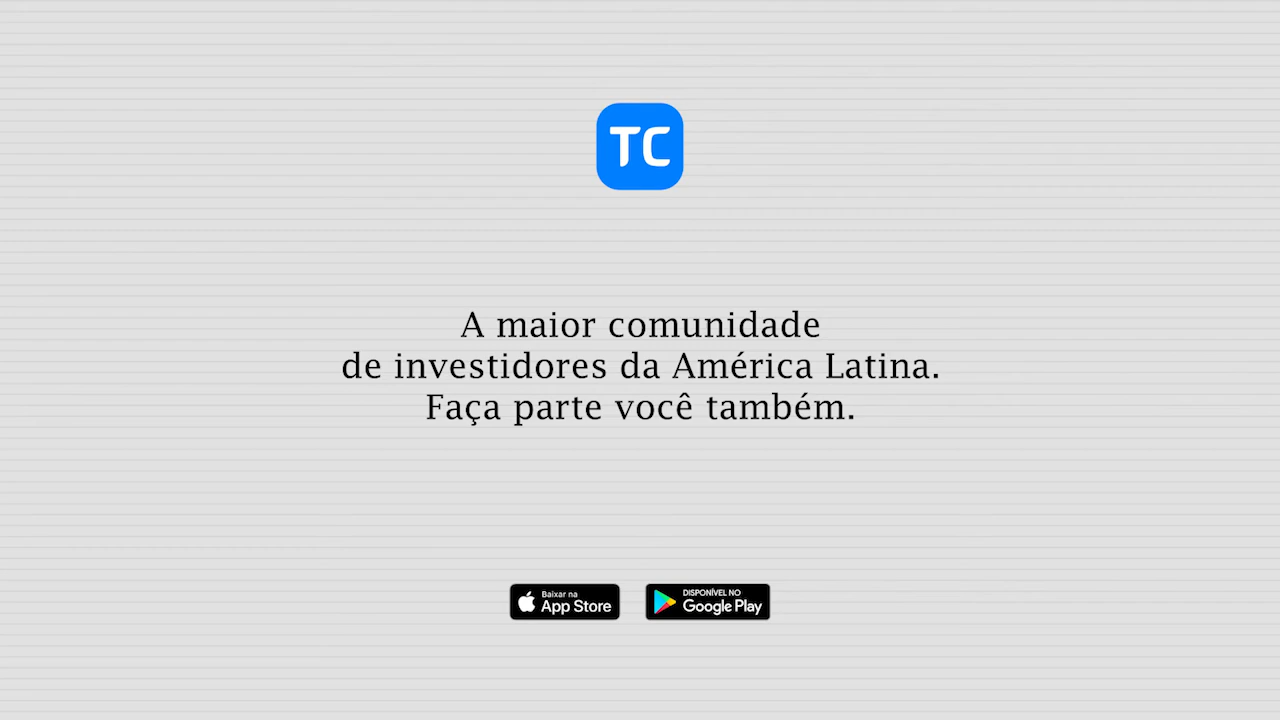 TC
A maior comunidade
de investidores da América Latina.
Faça parte você também.
Baixar na
App Store
DISPONÍVEL NO
Google Play